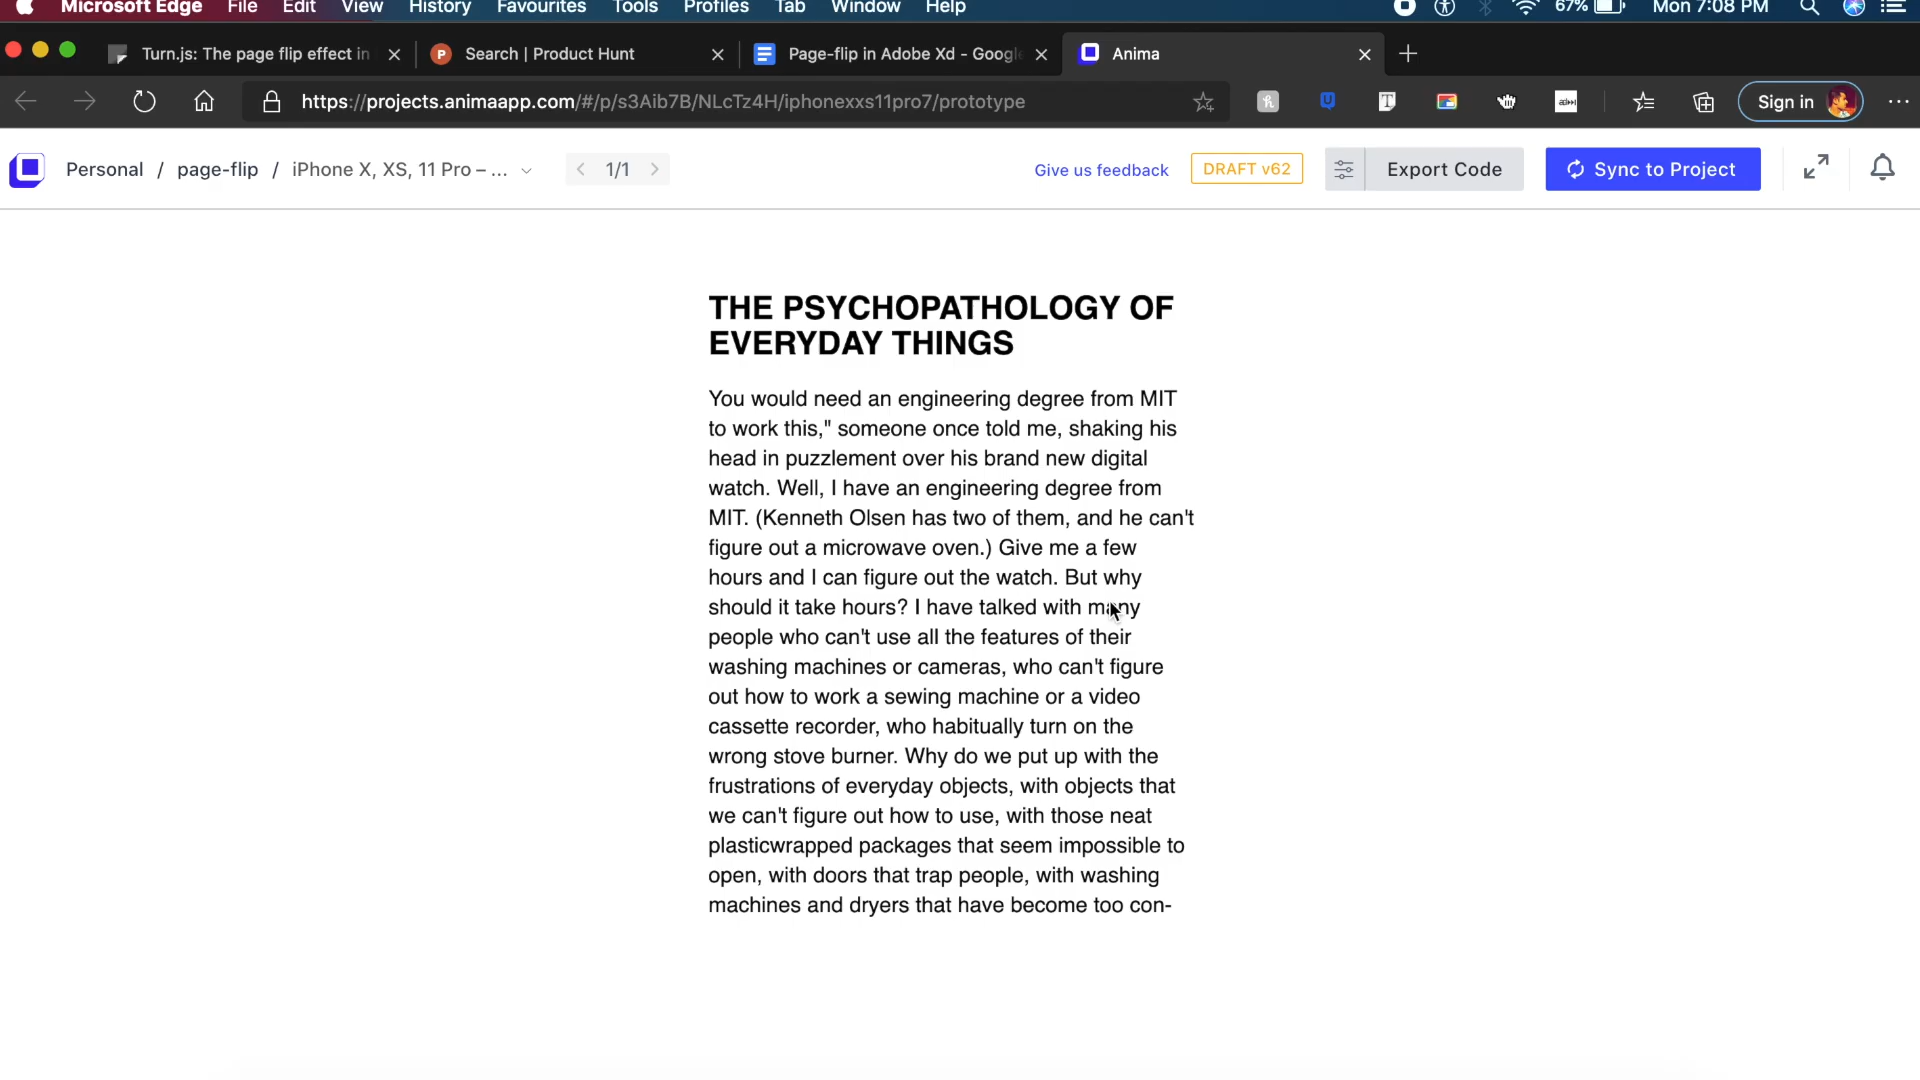 Microsoft Edge File Edit View History Favourites Tools Profiles Tab Window Help 67% Mon 7:08 PM
Turn.js: The page flip effect in Search | Product Hunt Page-flip in Adobe Xd - Google Anima
https://projects.animaapp.com/#/p/s3Aib7B/NLcTz4H/iphonexxs11pro7/prototype Sign in
Personal / page-flip / iPhone X, XS, 11 Pro – ... 1/1 Give us feedback DRAFT v62 Export Code Sync to Project
THE PSYCHOPATHOLOGY OF
EVERYDAY THINGS
You would need an engineering degree from MIT
to work this," someone once told me, shaking his
head in puzzlement over his brand new digital
watch. Well, I have an engineering degree from
MIT. (Kenneth Olsen has two of them, and he can't
figure out a microwave oven.) Give me a few
hours and I can figure out the watch. But why
should it take hours? I have talked with many
people who can't use all the features of their
washing machines or cameras, who can't figure
out how to work a sewing machine or a video
cassette recorder, who habitually turn on the
wrong stove burner. Why do we put up with the
frustrations of everyday objects, with objects that
we can't figure out how to use, with those neat
plasticwrapped packages that seem impossible to
open, with doors that trap people, with washing
machines and dryers that have become too con-